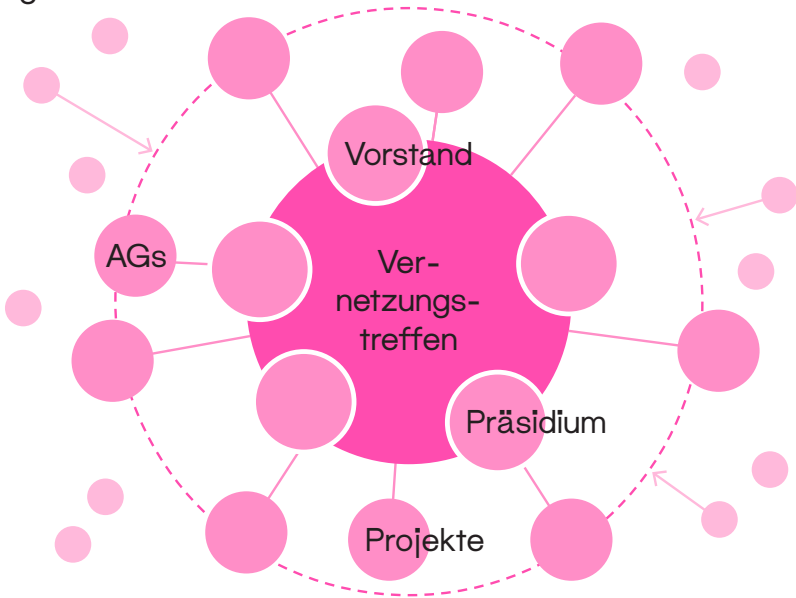 Vorstand
AGs
Ver-
netzungs-
treffen
Präsidium
Projekte